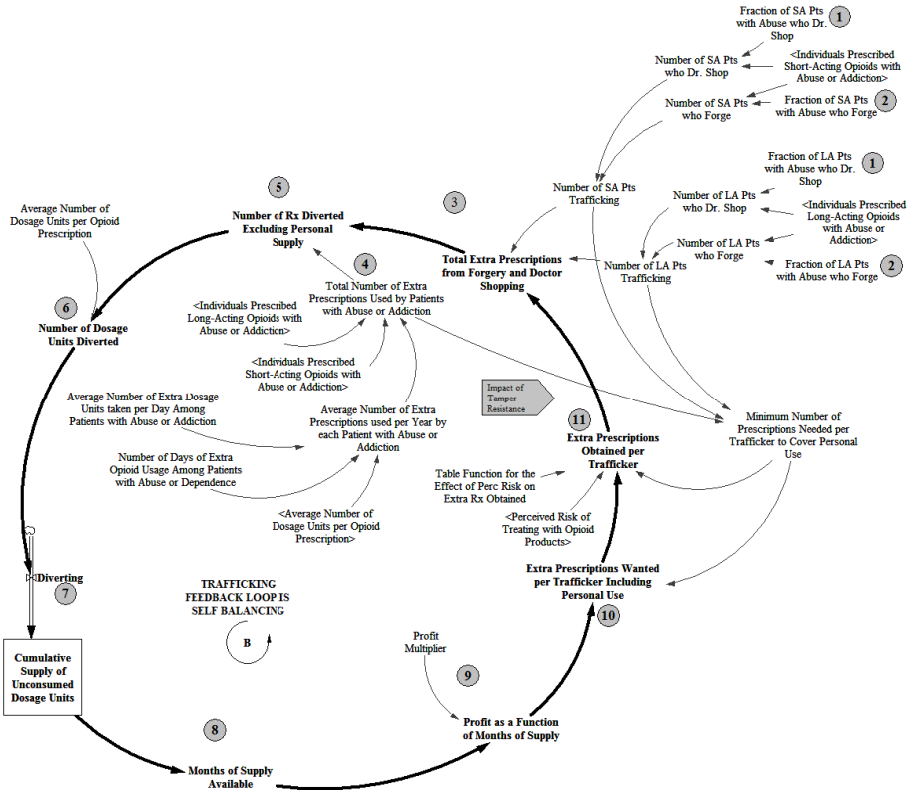 Fraction of SA Pts
with Abuse who Dr.
Shop
1
Number of SA Pts
who Dr. Shop
<Individuals Prescribed
Short-Acting Opioids with
Abuse or Addiction>
Number of SA Pts
who Forge
Fraction of SA Pts
with Abuse who Forge
2
Fraction of LA Pts
with Abuse who Dr.
Shop
1
Number of SA Pts
Trafficking
Number of LA Pts
who Dr. Shop
<Individuals Prescribed
Long-Acting Opioids
with Abuse or
Addiction>
Number of LA Pts
who Forge
Fraction of LA Pts
with Abuse who Forge
2
Number of LA Pts
Trafficking
3
Total Extra Prescriptions
from Forgery and Doctor
Shopping
5
Number of Rx Diverted
Excluding Personal
Supply
Average Number of
Dosage Units per Opioid
Prescription
4
Total Number of Extra
Prescriptions Used by Patients
with Abuse or Addiction
6
Number of Dosage
Units Diverted
<Individuals Prescribed
Long-Acting Opioids with
Abuse or Addiction>
<Individuals Prescribed
Short-Acting Opioids with
Abuse or Addiction>
Average Number of Extra Dosage
Units taken per Day Among
Patients with Abuse or Addiction
Average Number of Extra
Prescriptions used per Year by
each Patient with Abuse or
Addiction
Number of Days of Extra
Opioid Usage Among Patients
with Abuse or Dependence
<Average Number of
Dosage Units per Opioid
Prescription>
Impact of
Tamper
Resistance
11
Extra Prescriptions
Obtained per
Trafficker
Minimum Number of
Prescriptions Needed per
Trafficker to Cover Personal
Use
Table Function for the
Effect of Perc Risk on
Extra Rx Obtained
<Perceived Risk of
Treating with Opioid
Products>
Extra Prescriptions Wanted
per Trafficker Including
Personal Use
10
Diverting
7
TRAFFICKING
FEEDBACK LOOP IS
SELF BALANCING
B
Cumulative
Supply of
Unconsumed
Dosage Units
Profit
Multiplier
9
Profit as a Function
of Months of Supply
8
Months of Supply
Available